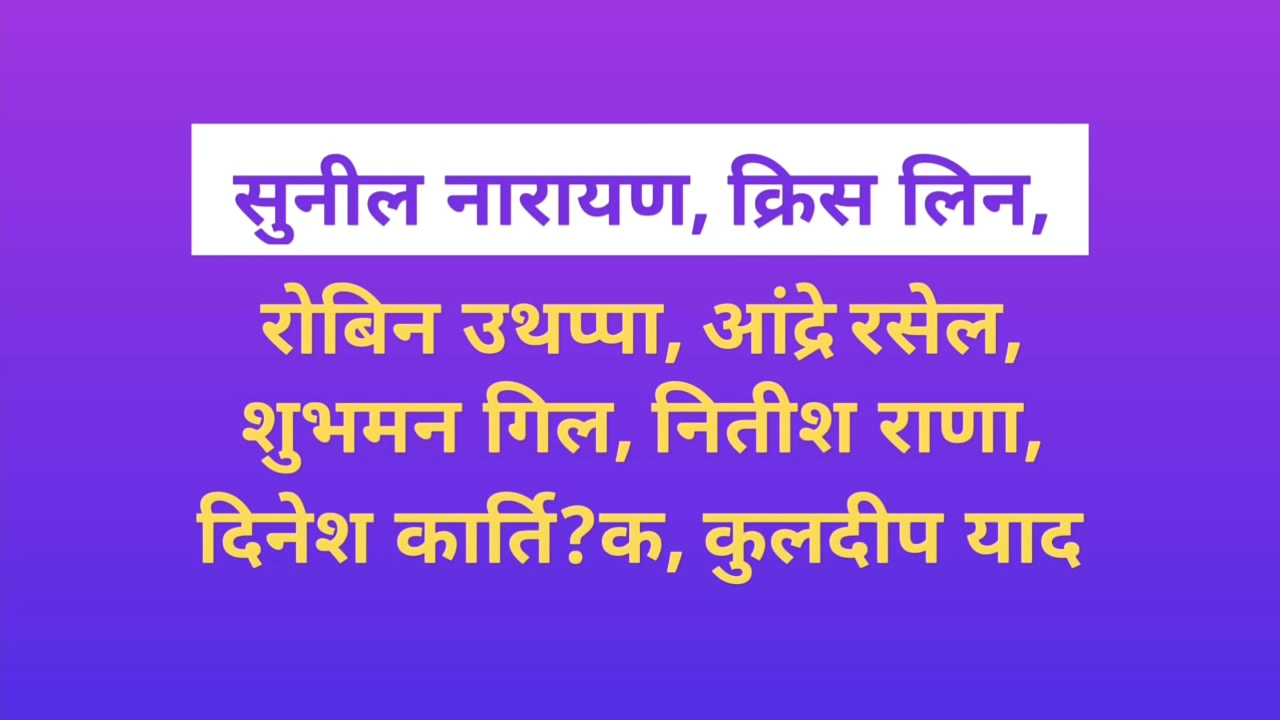 सुनील नारायण, क्रिस लिन,
रोबिन उथप्पा, आंद्रे रसेल,
शुभमन गिल, नितीश राणा,
दिनेश कार्ति?क, कुलदीप याद